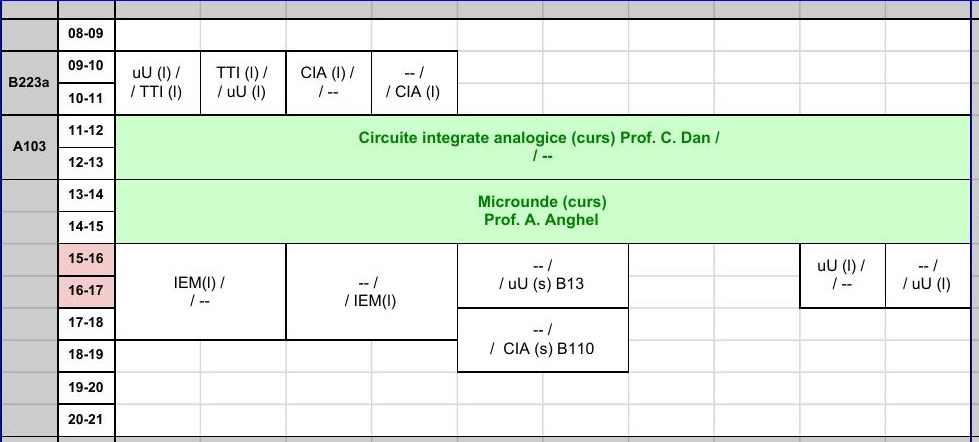 08-09
B223a
09-10
10-11
uU (l) /
/ TTI (l)
TTI (l) /
/ uU (l)
CIA (l) /
/ --
-- /
/ CIA (l)
A103
11-12
12-13
Circuite integrate analogice (curs) Prof. C. Dan /
/ --
13-14
14-15
Microunde (curs)
Prof. A. Anghel
15-16
16-17
17-18
18-19
IEM(l) /
/ --
-- /
/ IEM(l)
-- /
/ uU (s) B13
-- /
/ CIA (s) B110
uU (l) /
/ --
-- /
/ uU (l)
19-20
20-21